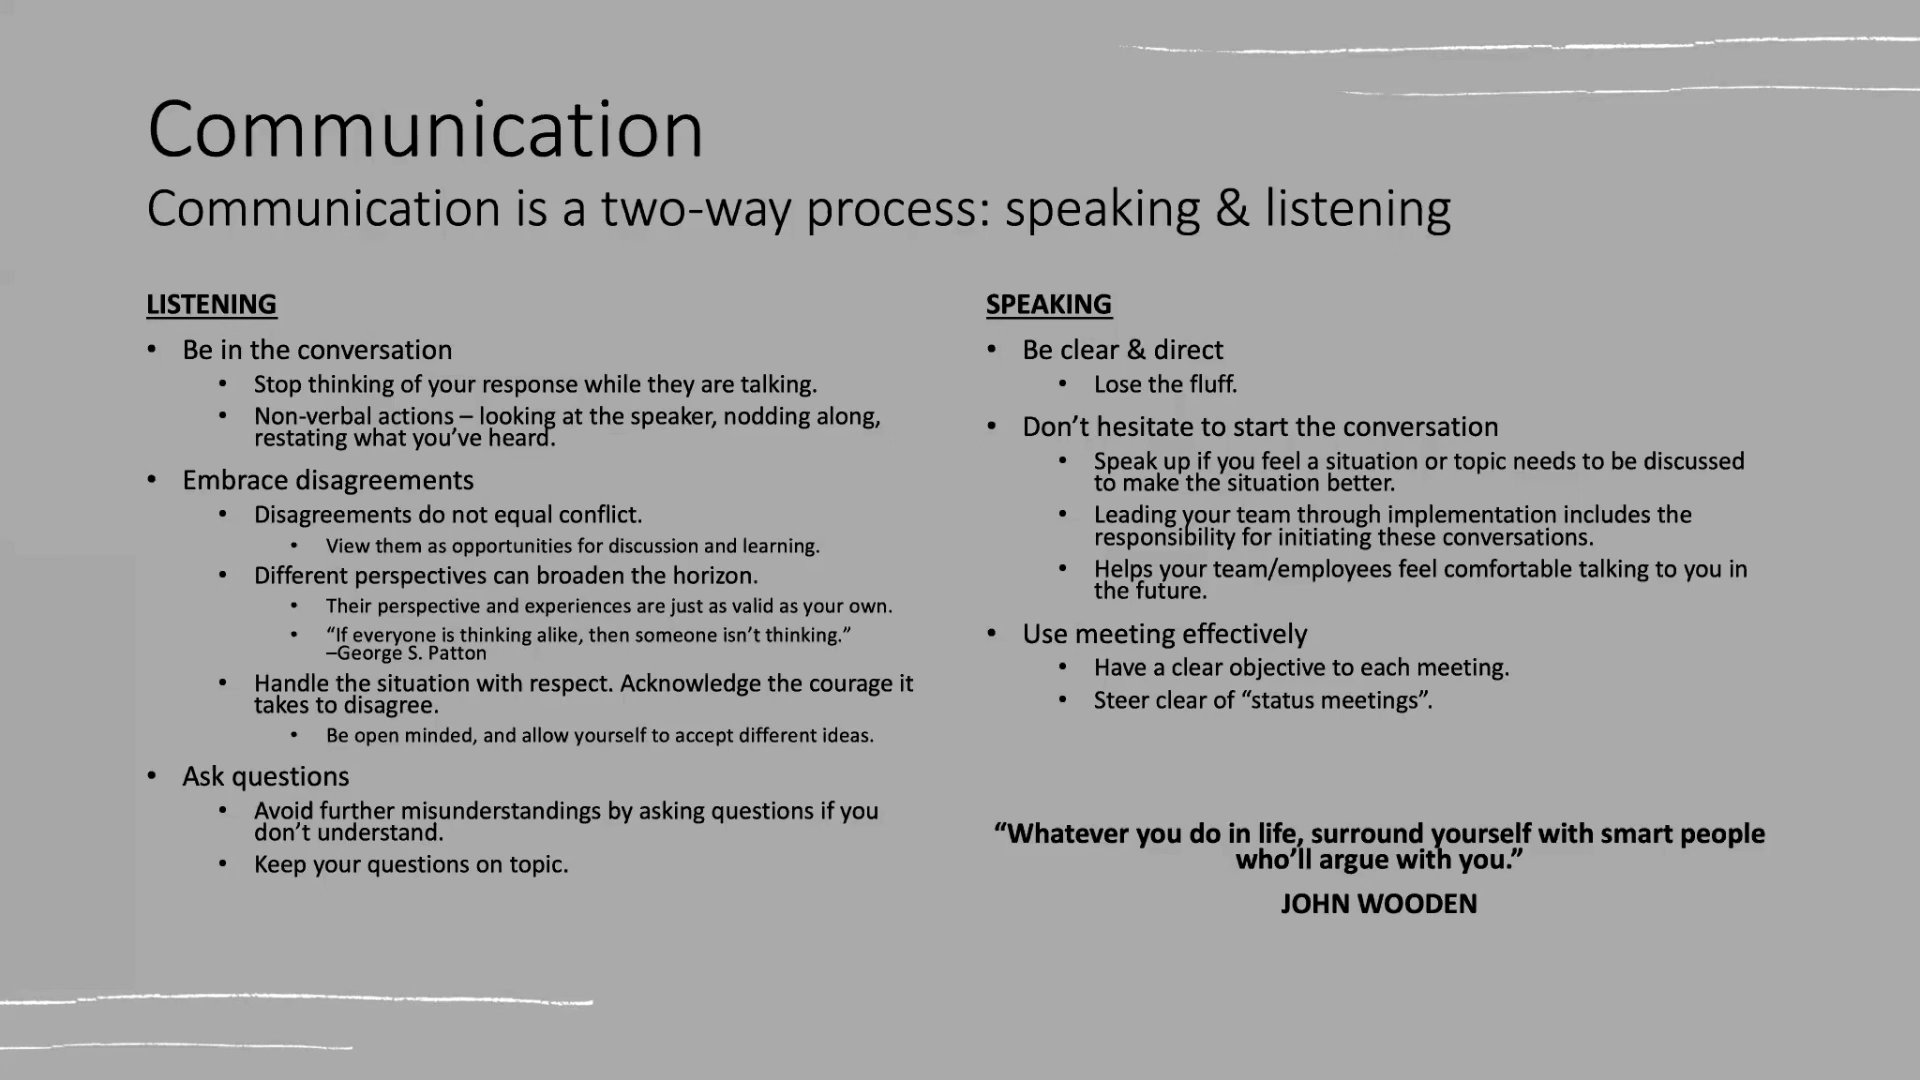 Communication
Communication is a two-way process: speaking & listening
LISTENING
• Be in the conversation
• Stop thinking of your response while they are talking.
• Non-verbal actions – looking at the speaker, nodding along,
restating what you’ve heard.
• Embrace disagreements
• Disagreements do not equal conflict.
• View them as opportunities for discussion and learning.
• Different perspectives can broaden the horizon.
• Their perspective and experiences are just as valid as your own.
• “If everyone is thinking alike, then someone isn’t thinking.”
–George S. Patton
• Handle the situation with respect. Acknowledge the courage it
takes to disagree.
• Be open minded, and allow yourself to accept different ideas.
• Ask questions
• Avoid further misunderstandings by asking questions if you
don’t understand.
• Keep your questions on topic.
SPEAKING
• Be clear & direct
• Lose the fluff.
• Don’t hesitate to start the conversation
• Speak up if you feel a situation or topic needs to be discussed
to make the situation better.
• Leading your team through implementation includes the
responsibility for initiating these conversations.
• Helps your team/employees feel comfortable talking to you in
the future.
• Use meeting effectively
• Have a clear objective to each meeting.
• Steer clear of “status meetings”.
“Whatever you do in life, surround yourself with smart people
who’ll argue with you.”
JOHN WOODEN